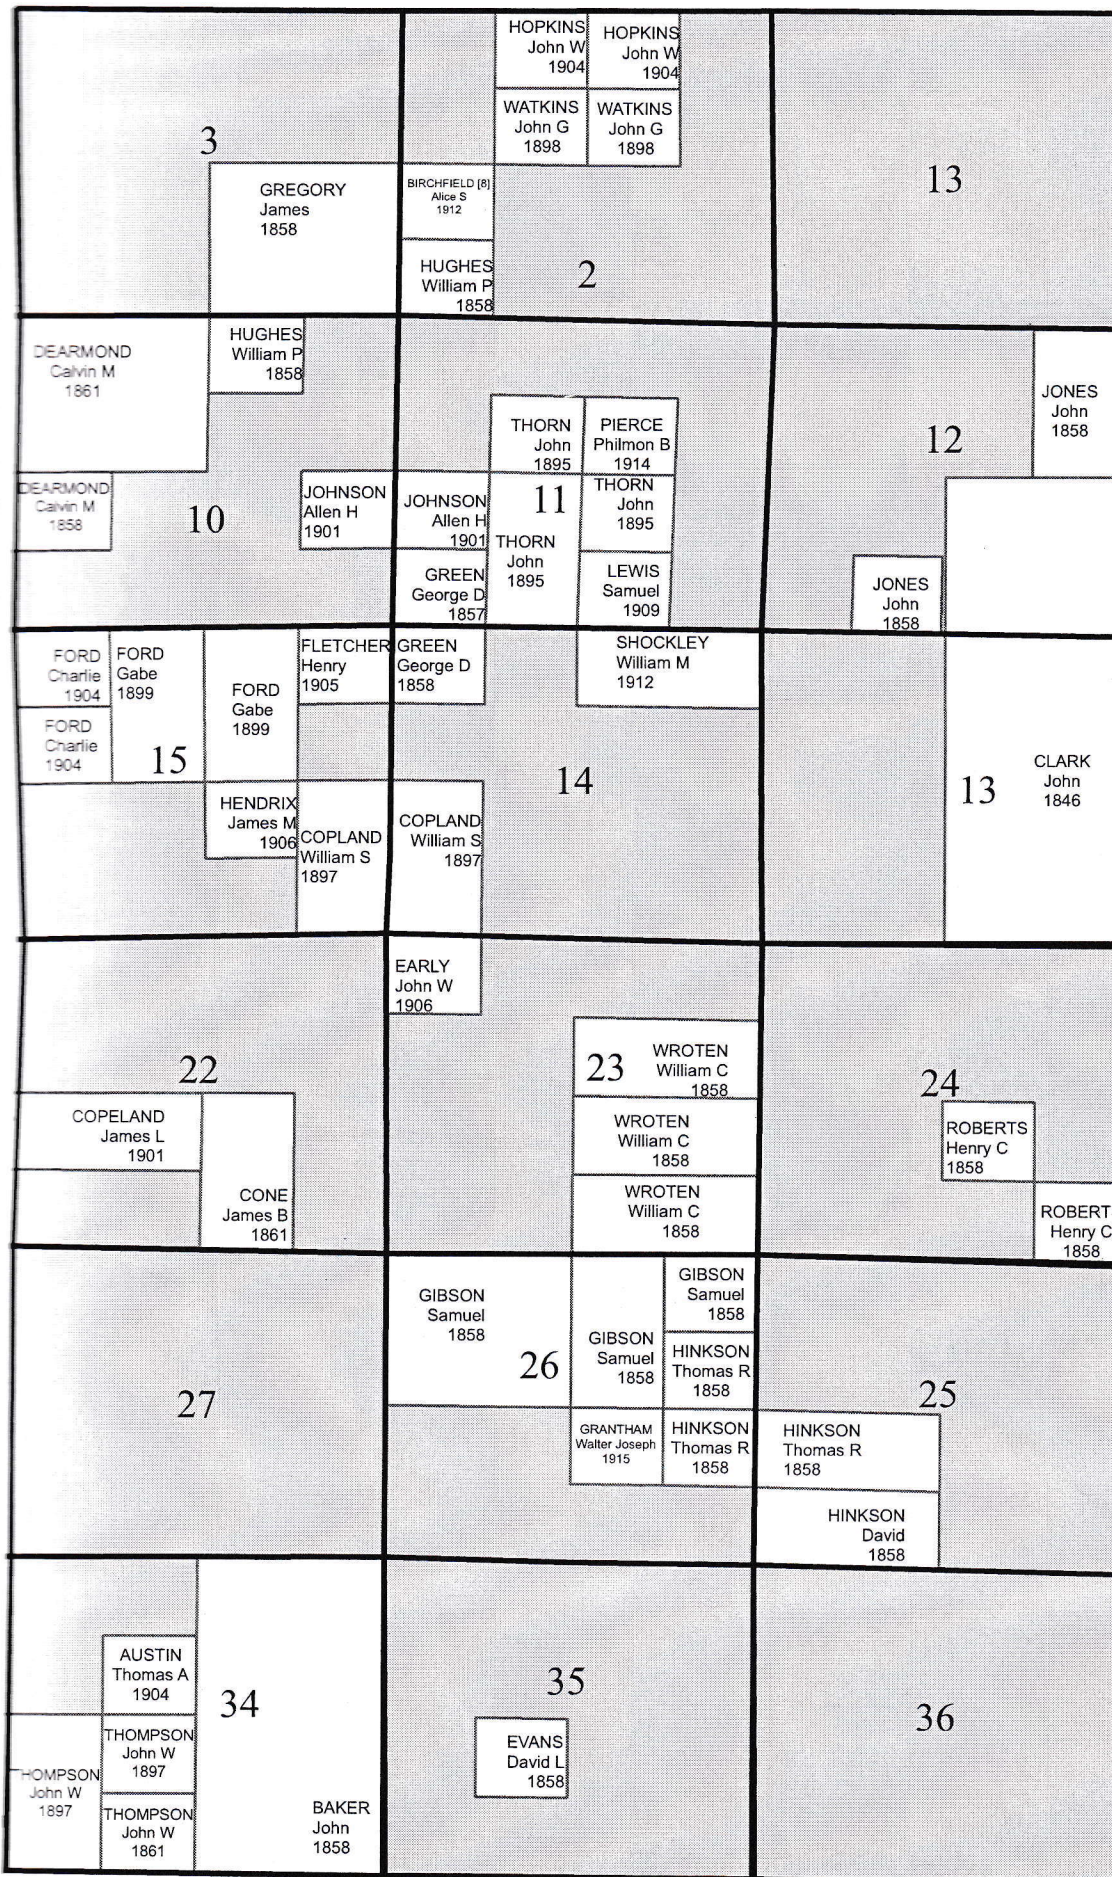 HOPKINS
John W
1904
HOPKINS
John W
1904
WATKINS
John G
1898
WATKINS
John G
1898
3
GREGORY
James
1858
BIRCHFIELD [8]
Alice S
1912
HUGHES
William P
1858
2
13
DEARMOND
Calvin M
1861
HUGHES
William P
1858
DEARMOND
Calvin M
1858
10
JOHNSON
Allen H
1901
THORN
John
1895
PIERCE
Philmon B
1914
JOHNSON
Allen H
1901
11
THORN
John
1895
THORN
John
1895
GREEN
George D
1857
LEWIS
Samuel
1909
JONES
John
1858
12
JONES
John
1858
FORD
Charlie
1904
FORD
Gabe
1899
FORD
Gabe
1899
FLETCHER
Henry
1905
FORD
Charlie
1904
15
HENDRIX
James M
1906
COPLAND
William S
1897
GREEN
George D
1858
SHOCKLEY
William M
1912
14
COPLAND
William S
1897
13
CLARK
John
1846
22
COPELAND
James L
1901
CONE
James B
1861
EARLY
John W
1906
23
WROTEN
William C
1858
WROTEN
William C
1858
WROTEN
William C
1858
24
ROBERTS
Henry C
1858
ROBERT
Henry C
1858
27
GIBSON
Samuel
1858
26
GIBSON
Samuel
1858
GIBSON
Samuel
1858
HINKSON
Thomas R
1858
GRANTHAM
Walter Joseph
1915
HINKSON
Thomas R
1858
25
HINKSON
Thomas R
1858
HINKSON
David
1858
AUSTIN
Thomas A
1904
34
THOMPSON
John W
1897
HOMPSON
John W
1897
THOMPSON
John W
1861
BAKER
John
1858
35
EVANS
David L
1858
36